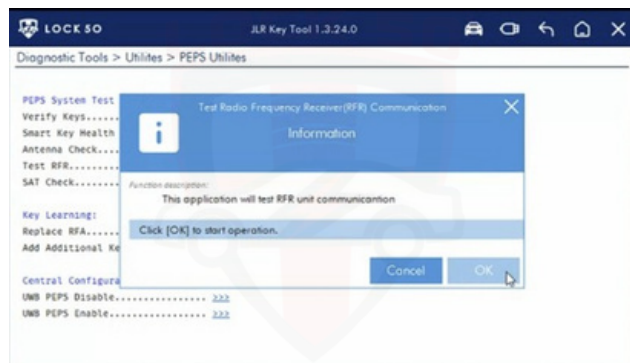 LOCK SO
JLR Key Tool 1.3.24.0
Diagnostic Tools > Utilites > PEPS Utilites
PEPS System Test
Verify Keys......
Smart Key Health
Antenna Check....
Test RFR.........
SAT Check........
Key Learning:
Replace RFA......
Add Additional Ke
Central Configura
UWB PEPS Disable................. >>>
UWB PEPS Enable.................. >>>
Test Radio Frequency Receiver(RFR) Communication
Information
Function description:
This application will test RFR unit communicantion
Click [OK] to start operation.
Cancel
OK